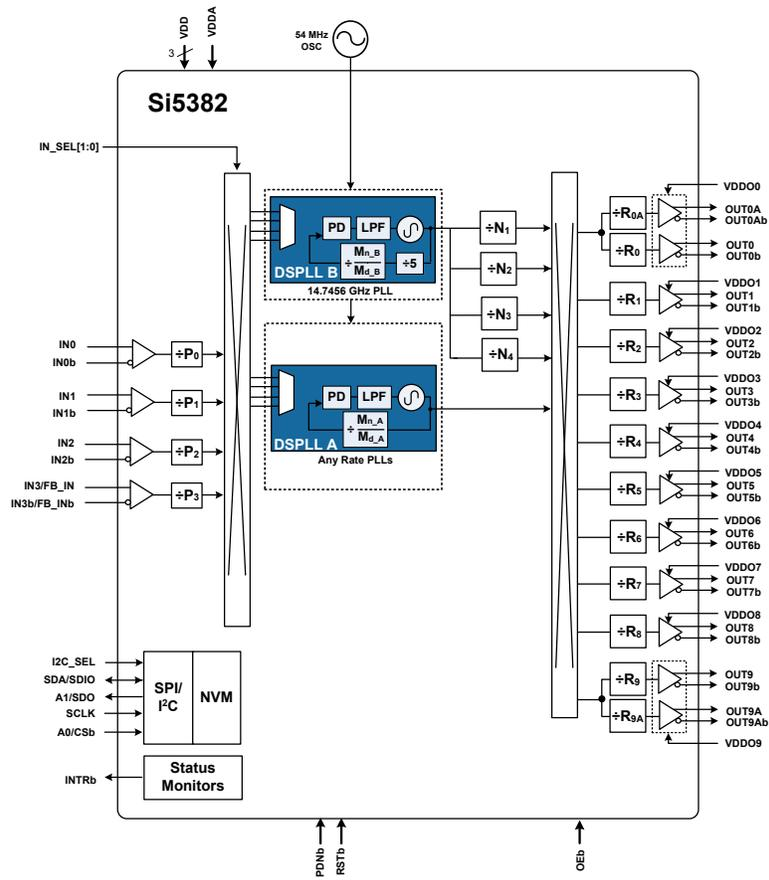 VDD
VDDA
3
54 MHz
OSC
Si5382
IN_SEL[1:0]
PD
LPF
÷
Mn_B
Md_B
÷5
DSPLL B
14.7456 GHz PLL
PD
LPF
÷
Mn_A
Md_A
DSPLL A
Any Rate PLLs
÷N1
÷N2
÷N3
÷N4
IN0
IN0b
÷P0
IN1
IN1b
÷P1
IN2
IN2b
÷P2
IN3/FB_IN
IN3b/FB_INb
÷P3
÷R0A
÷R0
÷R1
÷R2
÷R3
÷R4
÷R5
÷R6
÷R7
÷R8
÷R9
÷R9A
VDDO0
OUT0A
OUT0Ab
OUT0
OUT0b
VDDO1
OUT1
OUT1b
VDDO2
OUT2
OUT2b
VDDO3
OUT3
OUT3b
VDDO4
OUT4
OUT4b
VDDO5
OUT5
OUT5b
VDDO6
OUT6
OUT6b
VDDO7
OUT7
OUT7b
VDDO8
OUT8
OUT8b
OUT9
OUT9b
OUT9A
OUT9Ab
VDDO9
I2C_SEL
SDA/SDIO
A1/SDO
SCLK
A0/CSb
SPI/
I²C
NVM
INTRb
Status
Monitors
PDNb
RSTb
OEb